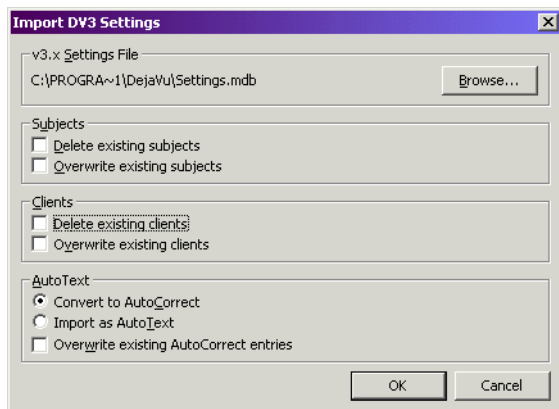 Import DV3 Settings
v3.x Settings File
C:\PROGRA~1\DejaVu\Settings.mdb
Browse...
Subjects
Delete existing subjects
Overwrite existing subjects
Clients
Delete existing clients
Overwrite existing clients
AutoText
Convert to AutoCorrect
Import as AutoText
Overwrite existing AutoCorrect entries
OK Cancel